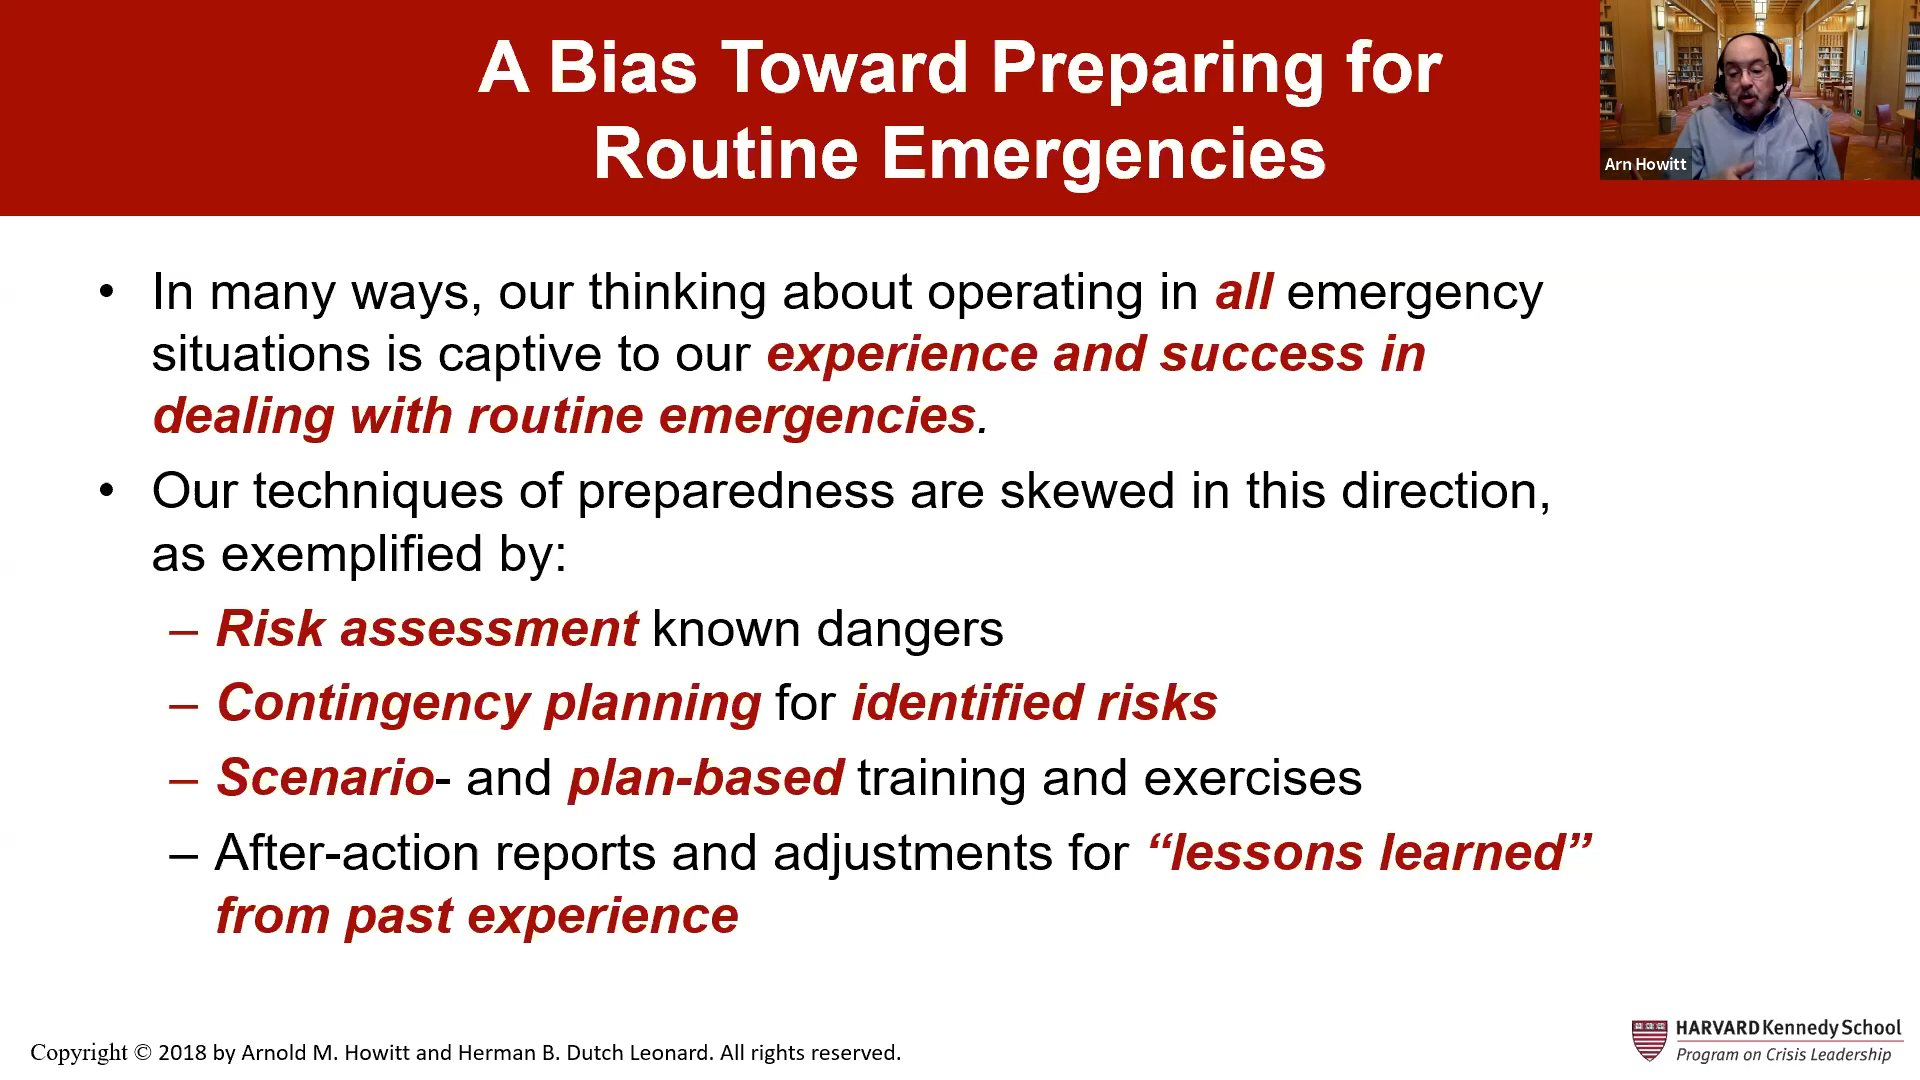 A Bias Toward Preparing for
Routine Emergencies
Arn Howitt
• In many ways, our thinking about operating in all emergency
situations is captive to our experience and success in
dealing with routine emergencies.
• Our techniques of preparedness are skewed in this direction,
as exemplified by:
– Risk assessment known dangers
– Contingency planning for identified risks
– Scenario- and plan-based training and exercises
– After-action reports and adjustments for “lessons learned”
from past experience
Copyright © 2018 by Arnold M. Howitt and Herman B. Dutch Leonard. All rights reserved.
HARVARD Kennedy School
Program on Crisis Leadership